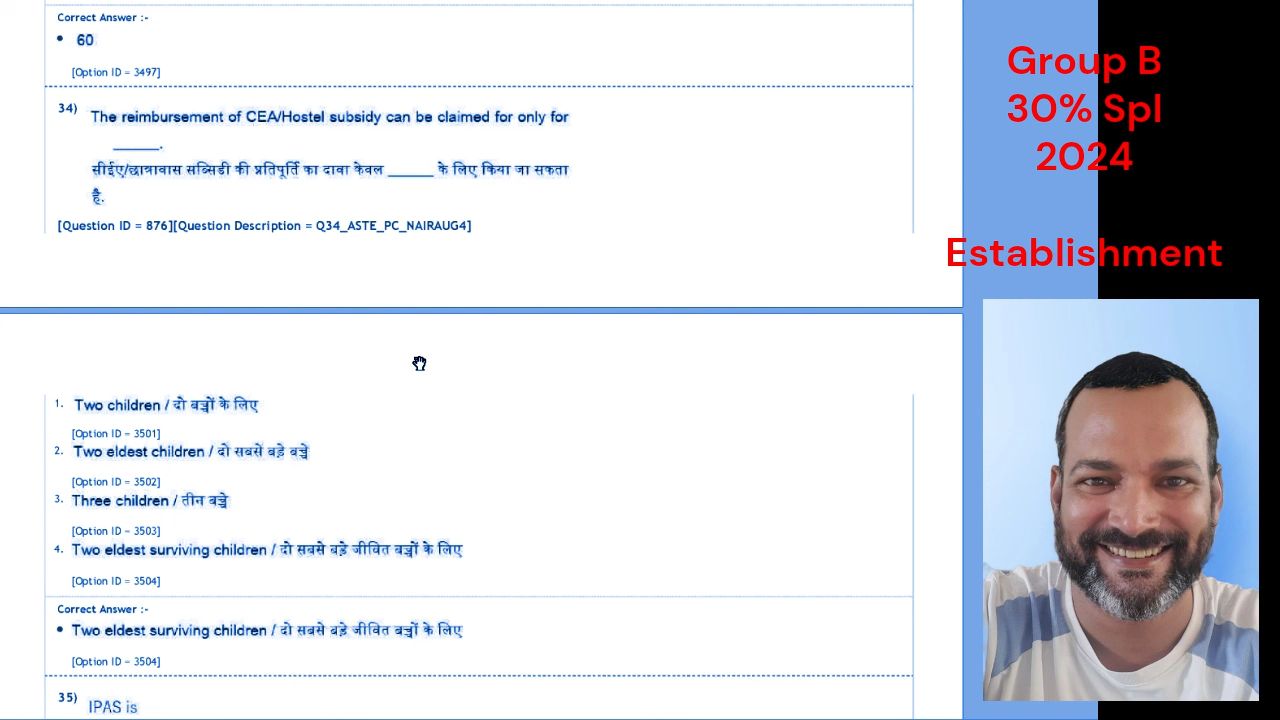 Correct Answer :-
• 60
[Option ID = 3497]
34) The reimbursement of CEA/Hostel subsidy can be claimed for only for
______.
सीईए/छात्रावास सब्सिडी की प्रतिपूर्ति का दावा केवल ______ के लिए किया जा सकता
है.
[Question ID = 876][Question Description = Q34_ASTE_PC_NAIRAUG4]
1. Two children / दो बच्चों के लिए
[Option ID = 3501]
2. Two eldest children / दो सबसे बड़े बच्चे
[Option ID = 3502]
3. Three children / तीन बच्चे
[Option ID = 3503]
4. Two eldest surviving children / दो सबसे बड़े जीवित बच्चों के लिए
[Option ID = 3504]
Correct Answer :-
• Two eldest surviving children / दो सबसे बड़े जीवित बच्चों के लिए
[Option ID = 3504]
35) IPAS is
Group B
30% Spl
2024
Establishment